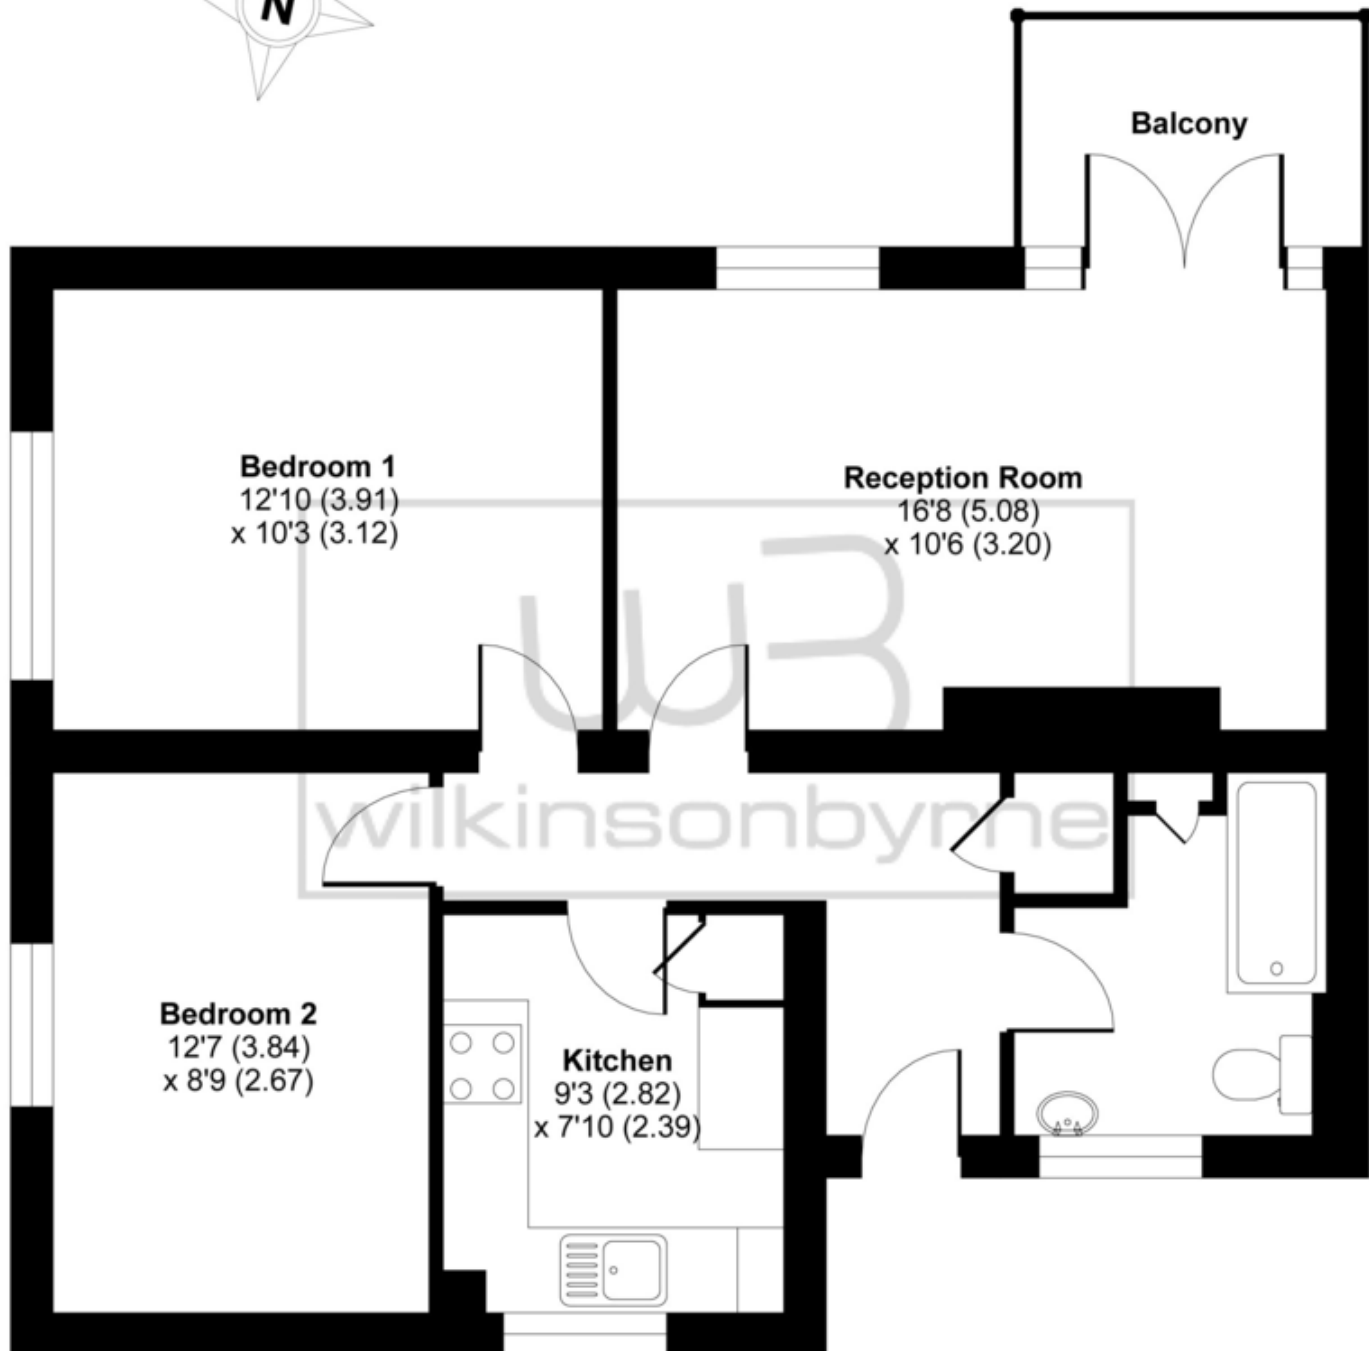 N
Balcony
Bedroom 1
12'10 (3.91)
x 10'3 (3.12)
Reception Room
16'8 (5.08)
x 10'6 (3.20)
wilkinsonbyrne
Bedroom 2
12'7 (3.84)
x 8'9 (2.67)
Kitchen
9'3 (2.82)
x 7'10 (2.39)